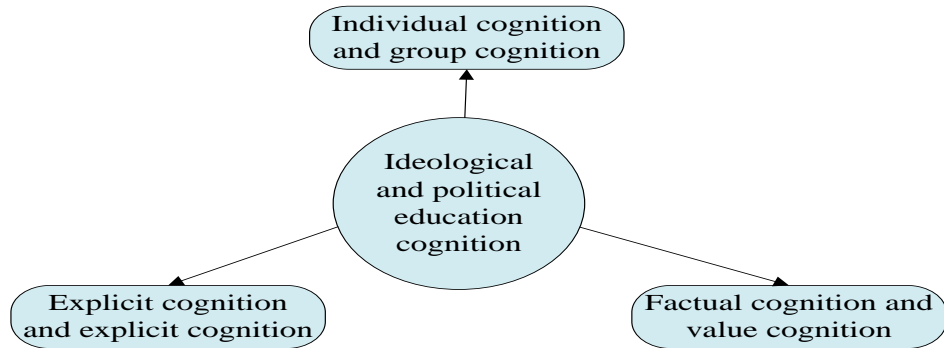 Individual cognition
and group cognition
Ideological
and political
education
cognition
Explicit cognition
and explicit cognition
Factual cognition and
value cognition